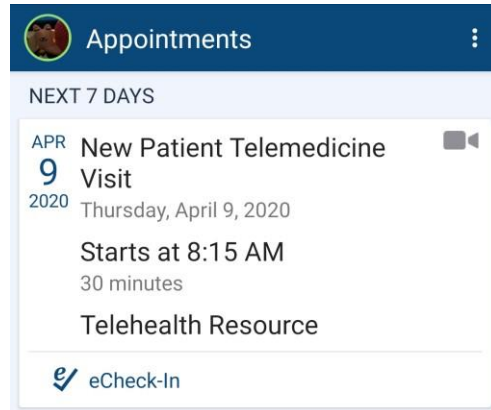 Appointments
NEXT 7 DAYS
APR
9
2020
New Patient Telemedicine
Visit
Thursday, April 9, 2020
Starts at 8:15 AM
30 minutes
Telehealth Resource
eCheck-In